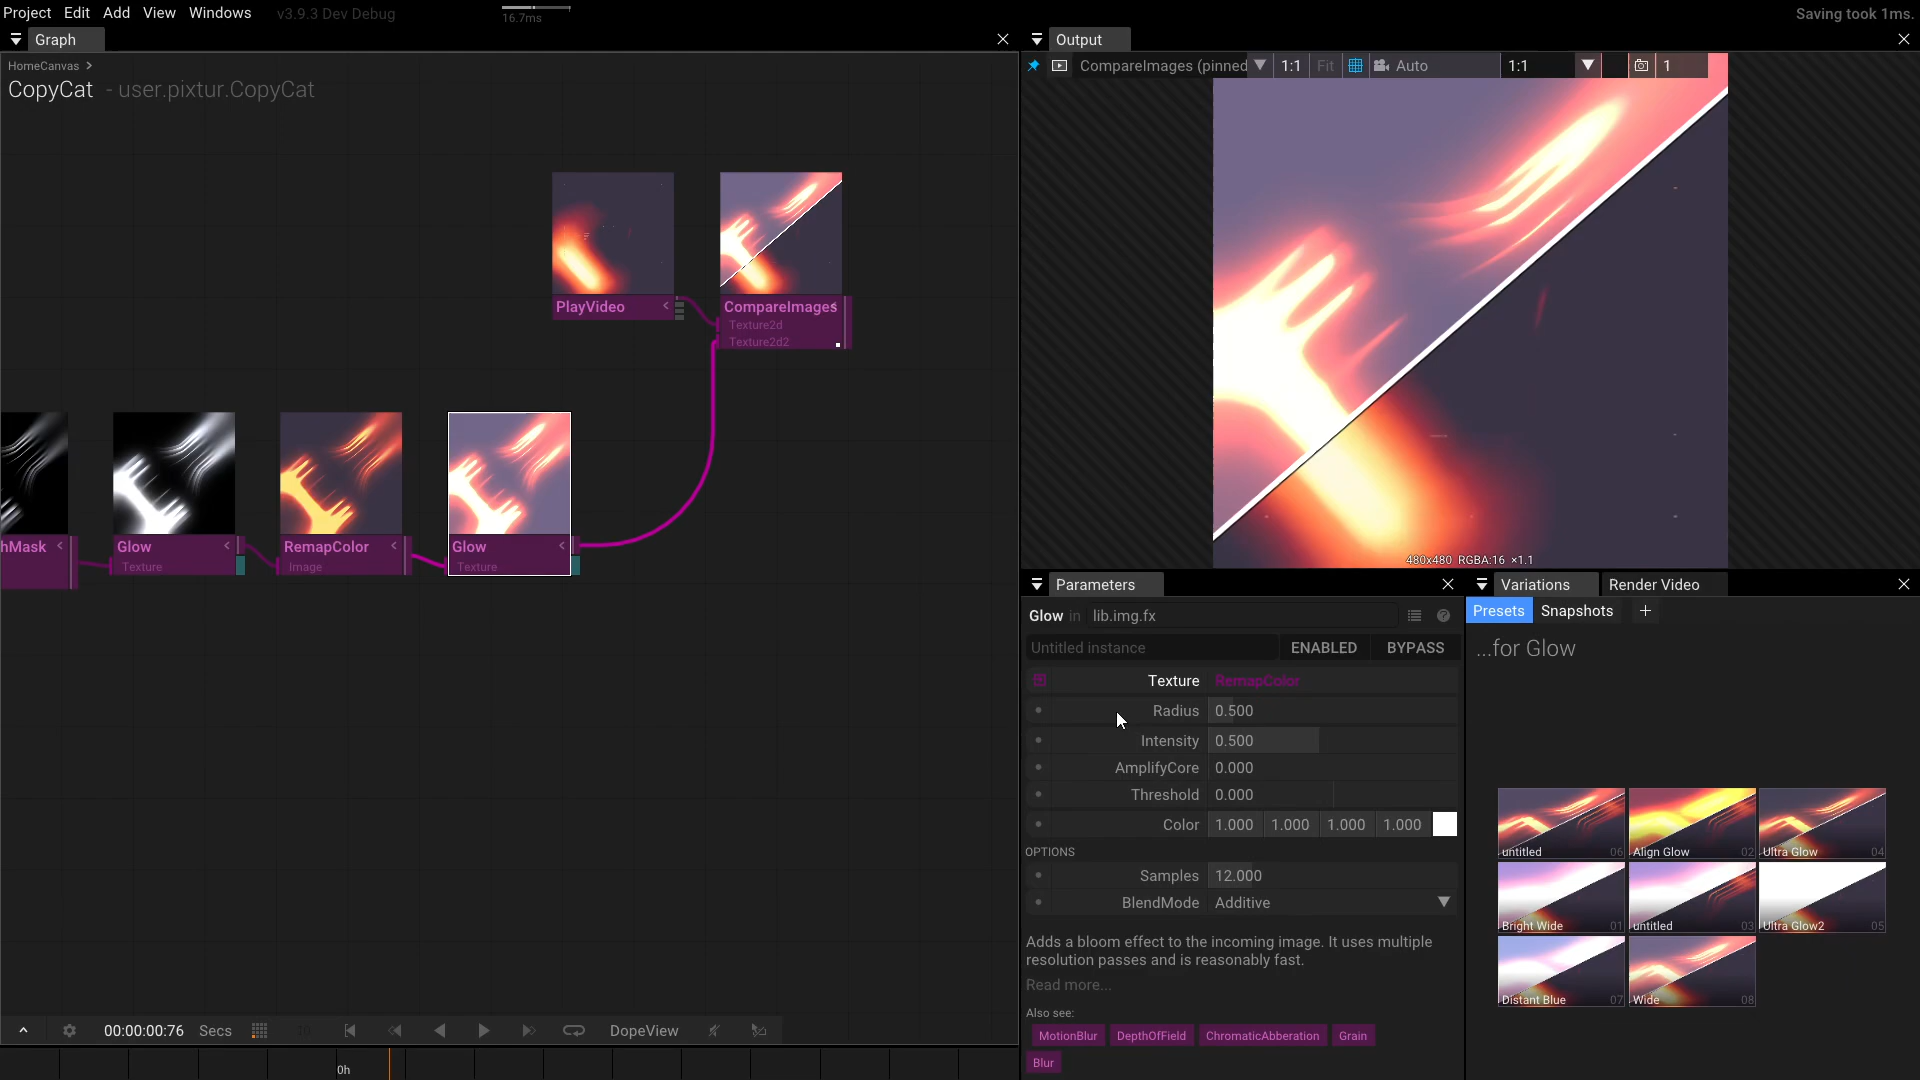 Project Edit Add View Windows v3.9.3 Dev Debug 16.7ms Saving took 1ms.
Graph
HomeCanvas >
CopyCat - user.pixtur.CopyCat
PlayVideo <
CompareImages
Texture2d
Texture2d2
hMask <
Glow <
Texture
RemapColor <
Image
Glow <
Texture
00:00:00:76 Secs DopeView
0h
Output
CompareImages (pinned 1:1 Fit Auto 1:1 1
480x480 RGBA:16 ×1.1
Parameters
Glow in lib.img.fx
Untitled instance ENABLED BYPASS
Texture RemapColor
Radius 0.500
Intensity 0.500
AmplifyCore 0.000
Threshold 0.000
Color 1.000 1.000 1.000 1.000
OPTIONS
Samples 12.000
BlendMode Additive
Adds a bloom effect to the incoming image. It uses multiple
resolution passes and is reasonably fast.
Read more...
Also see:
MotionBlur DepthOfField ChromaticAbberation Grain
Blur
Variations Render Video
Presets Snapshots +
...for Glow
untitled 06 Align Glow 02 Ultra Glow 04
Bright Wide 01 untitled 03 Ultra Glow2 05
Distant Blue 07 Wide 08